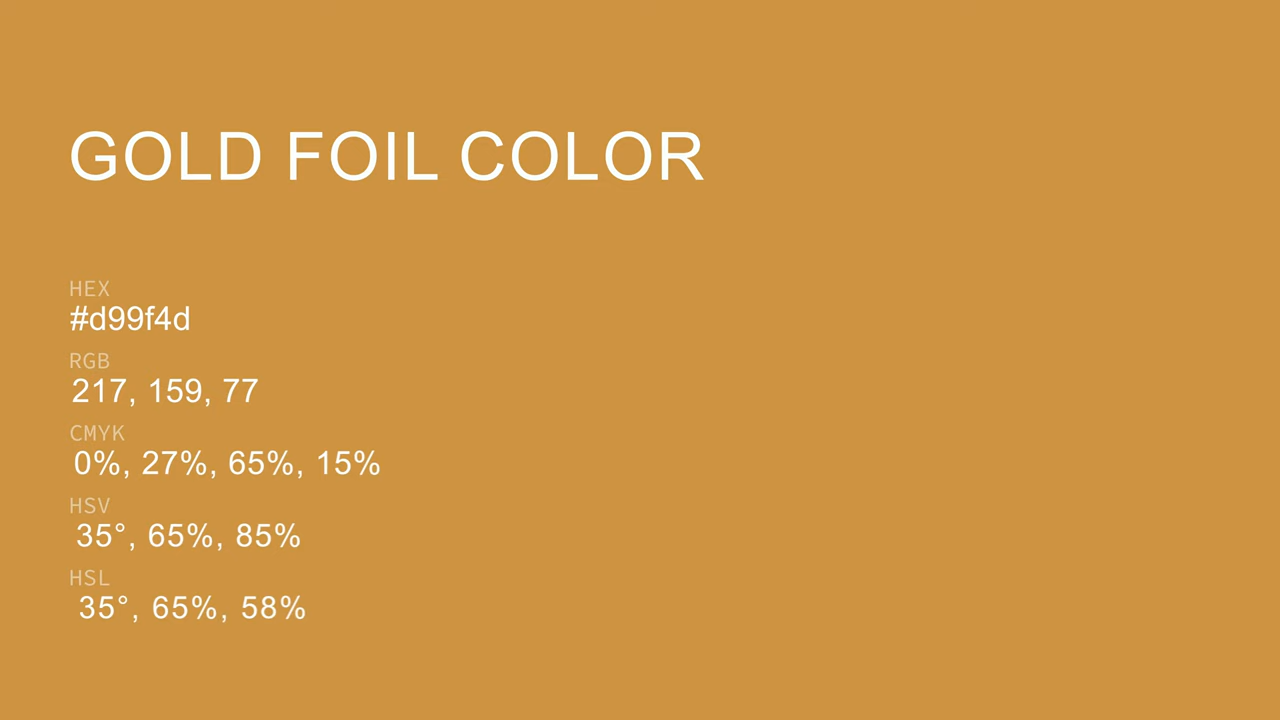 GOLD FOIL COLOR
HEX
#d99f4d
RGB
217, 159, 77
CMYK
0%, 27%, 65%, 15%
HSV
35°, 65%, 85%
HSL
35°, 65%, 58%